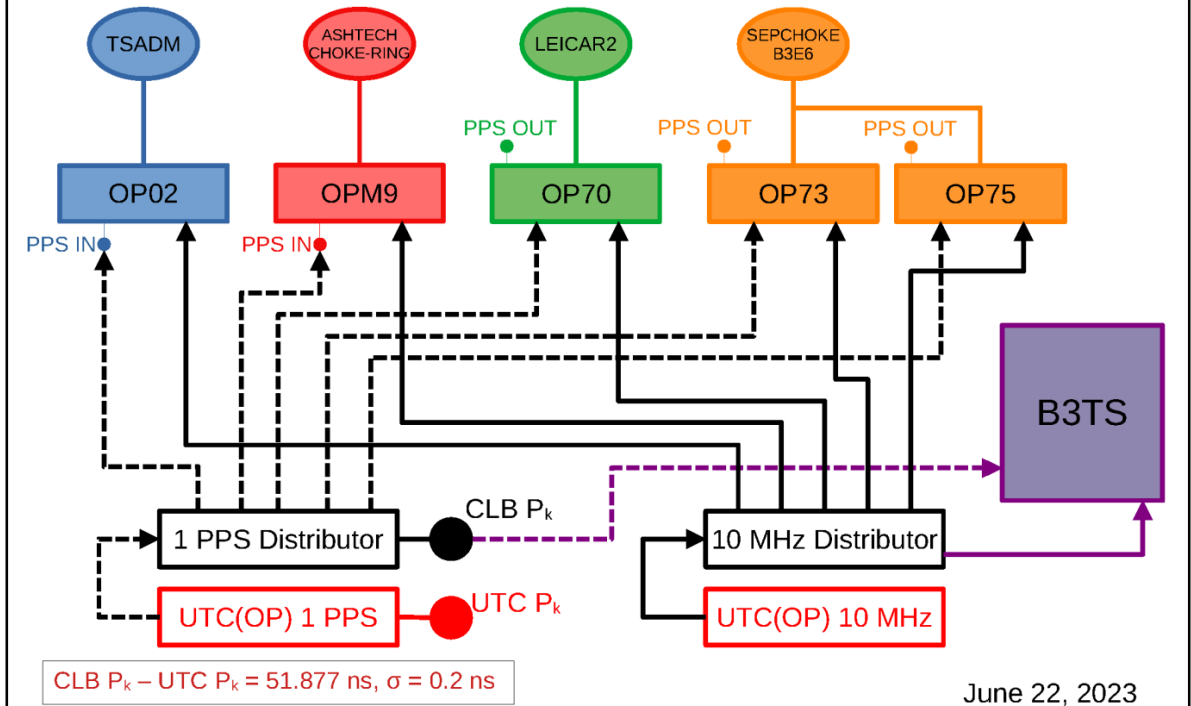 TSADM
ASHTECH
CHOKE-RING
LEICAR2
SEPCHOKE
B3E6
PPS OUT
PPS OUT
PPS OUT
OP02
OPM9
OP70
OP73
OP75
PPS IN
PPS IN
B3TS
CLB Pₖ
1 PPS Distributor
10 MHz Distributor
UTC Pₖ
UTC(OP) 1 PPS
UTC(OP) 10 MHz
CLB Pₖ – UTC Pₖ = 51.877 ns, σ = 0.2 ns
June 22, 2023